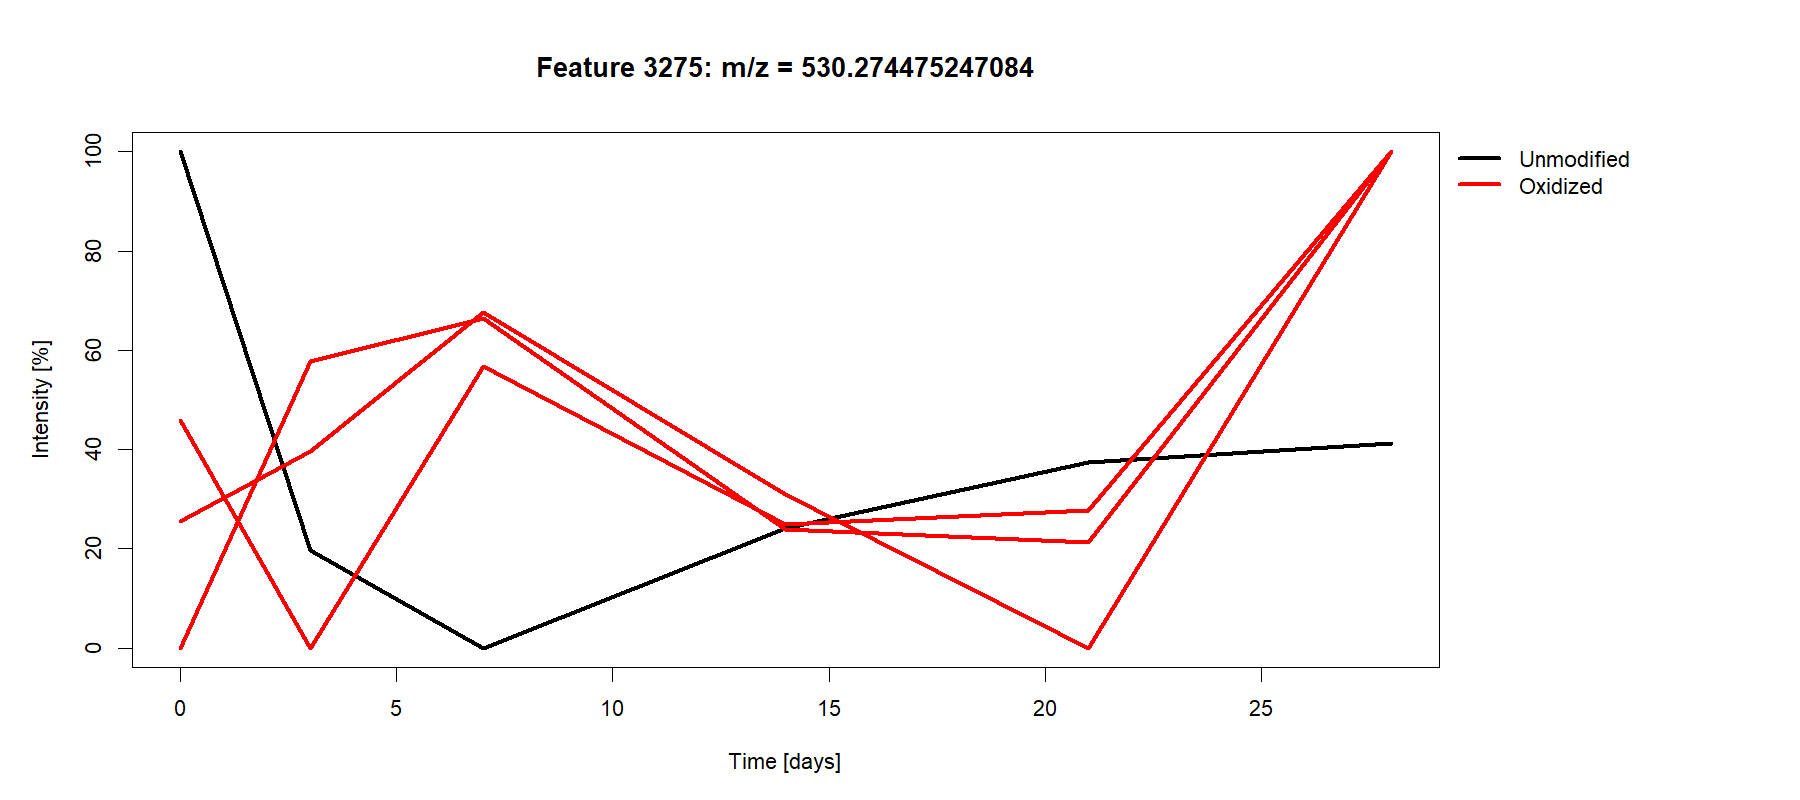 Feature 3275: m/z = 530.274475247084
Unmodified
Oxidized
Intensity [%]
100
80
60
40
20
0
0 5 10 15 20 25
Time [days]